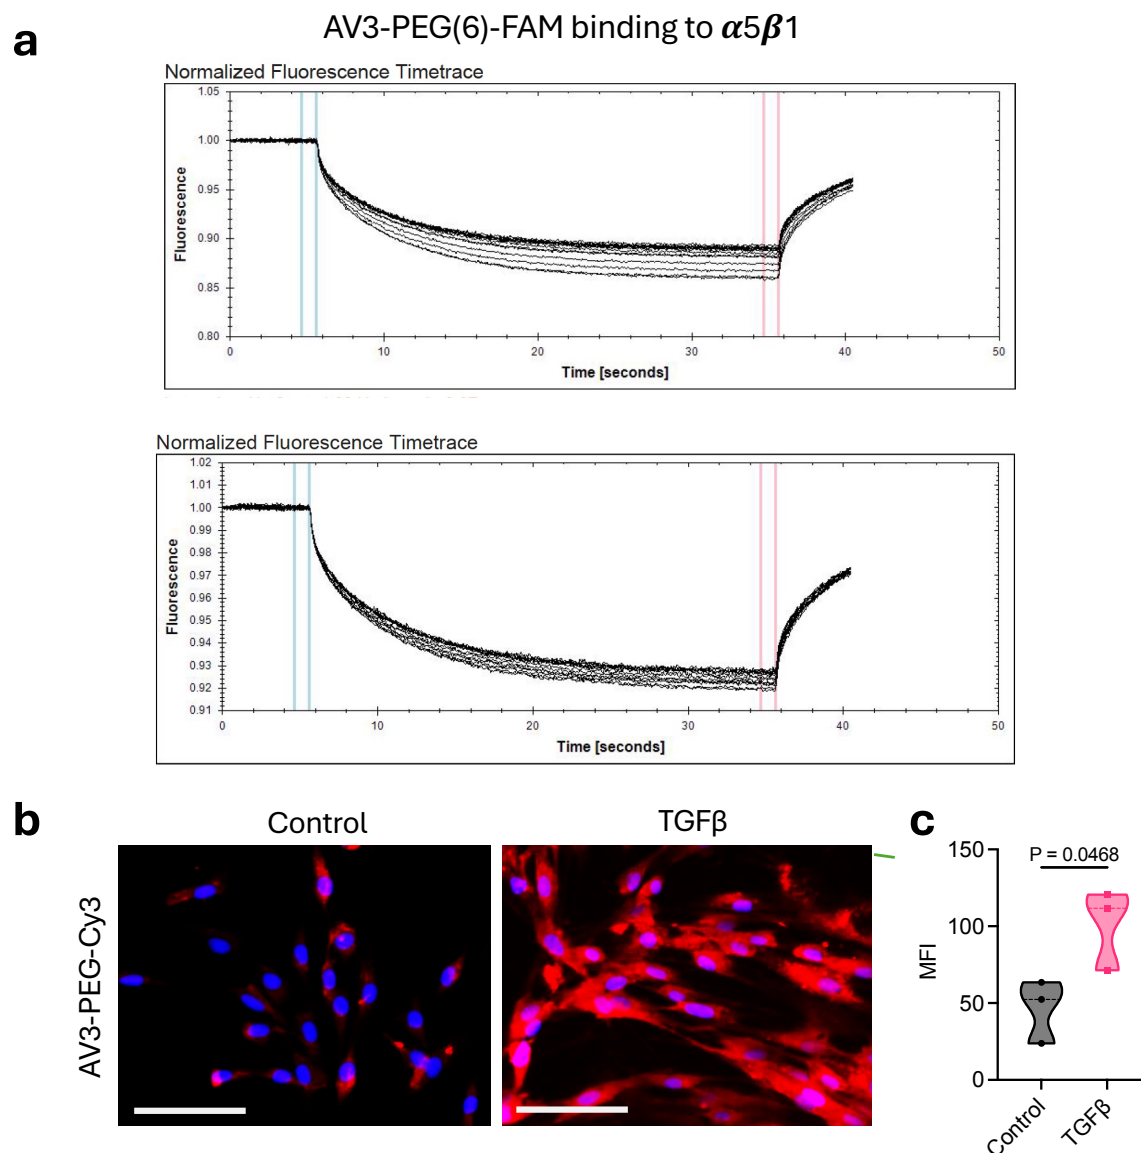 a
AV3-PEG(6)-FAM binding to α5β1
Normalized Fluorescence Timetrace
1.05
1.00
0.95
0.90
0.85
0.80
Fluorescence
0 10 20 30 40 50
Time [seconds]
Normalized Fluorescence Timetrace
1.02
1.00
0.99
0.98
0.97
0.96
0.95
0.94
0.93
0.92
0.91
Fluorescence
0 10 20 30 40 50
Time [seconds]
b
Control
TGFβ
AV3-PEG-Cy3
c
P = 0.0468
150
100
50
0
MFI
Control
TGFβ